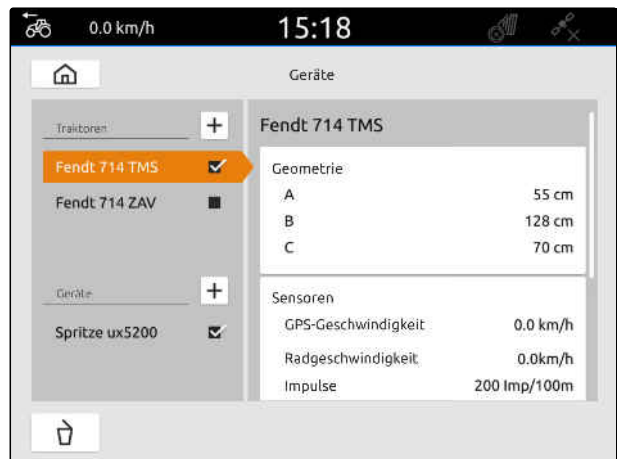 0.0 km/h
15:18
Geräte
Traktoren
Fendt 714 TMS
Fendt 714 ZAV
Geräte
Spritze ux5200
Fendt 714 TMS
Geometrie
A 55 cm
B 128 cm
C 70 cm
Sensoren
GPS-Geschwindigkeit 0.0 km/h
Radgeschwindigkeit 0.0km/h
Impulse 200 Imp/100m